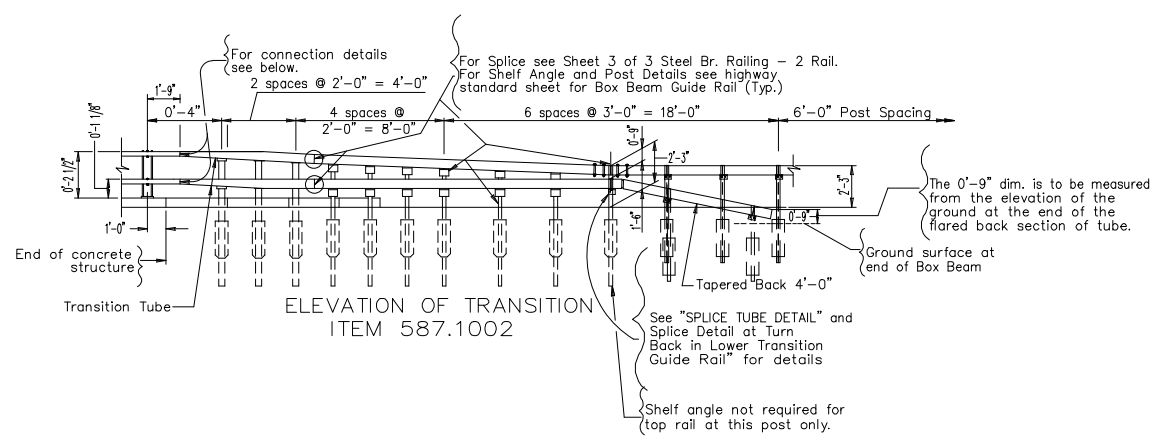 For connection details
see below.
For Splice see Sheet 3 of 3 Steel Br. Railing – 2 Rail.
For Shelf Angle and Post Details see highway
standard sheet for Box Beam Guide Rail (Typ.)
2 spaces @ 2'-0" = 4'-0"
1'-9"
0'-4"
4 spaces @
2'-0" = 8'-0"
6 spaces @ 3'-0" = 18'-0"
6'-0" Post Spacing
0'-1 1/8"
0'-9"
2'-3"
0'-2 1/2"
2'-3"
The 0'-9" dim. is to be measured
from the elevation of the
ground at the end of the
flared back section of tube.
1'-6"
0'-9"
1'-0"
End of concrete
structure
Ground surface at
end of Box Beam
Tapered Back 4'-0"
Transition Tube
ELEVATION OF TRANSITION
ITEM 587.1002
See "SPLICE TUBE DETAIL" and
Splice Detail at Turn
Back in Lower Transition
Guide Rail" for details
Shelf angle not required for
top rail at this post only.